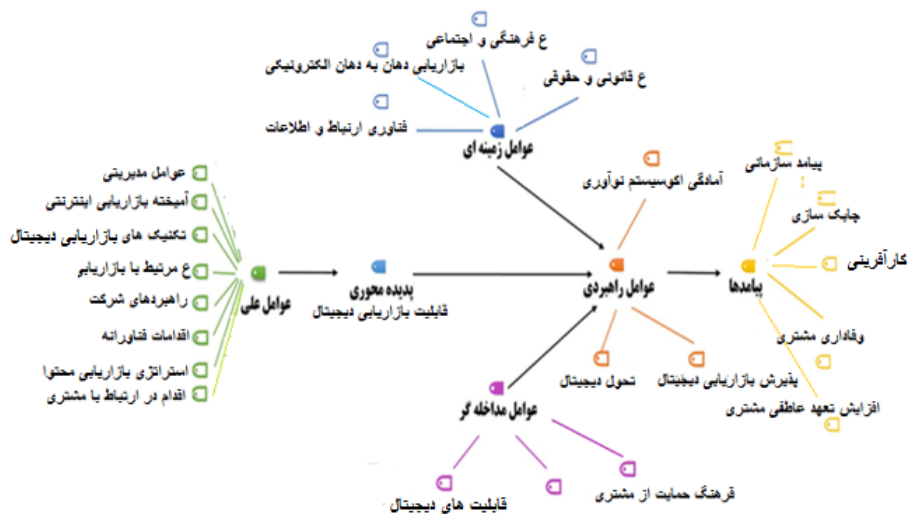 ع فرهنگی و اجتماعی
بازاریابی دهان به دهان الکترونیکی
ع قانونی و حقوقی
فناوری ارتباط و اطلاعات
عوامل زمینه ای
آمادگی اکوسیستم نوآوری
پیامد سازمانی
چابک سازی
کارآفرینی
وفاداری مشتری
افزایش تعهد عاطفی مشتری
پیامدها
عوامل راهبردی
پذیرش بازاریابی دیجیتال
تحول دیجیتال
پدیده محوری
قابلیت بازاریابی دیجیتال
عوامل علی
عوامل مدیریتی
آمیخته بازاریابی اینترنتی
تکنیک های بازاریابی دیجیتال
ع مرتبط با بازاریابی
راهبردهای شرکت
اقدامات فناورانه
استراتژی بازاریابی محتوا
اقدام در ارتباط با مشتری
عوامل مداخله گر
فرهنگ حمایت از مشتری
قابلیت های دیجیتال